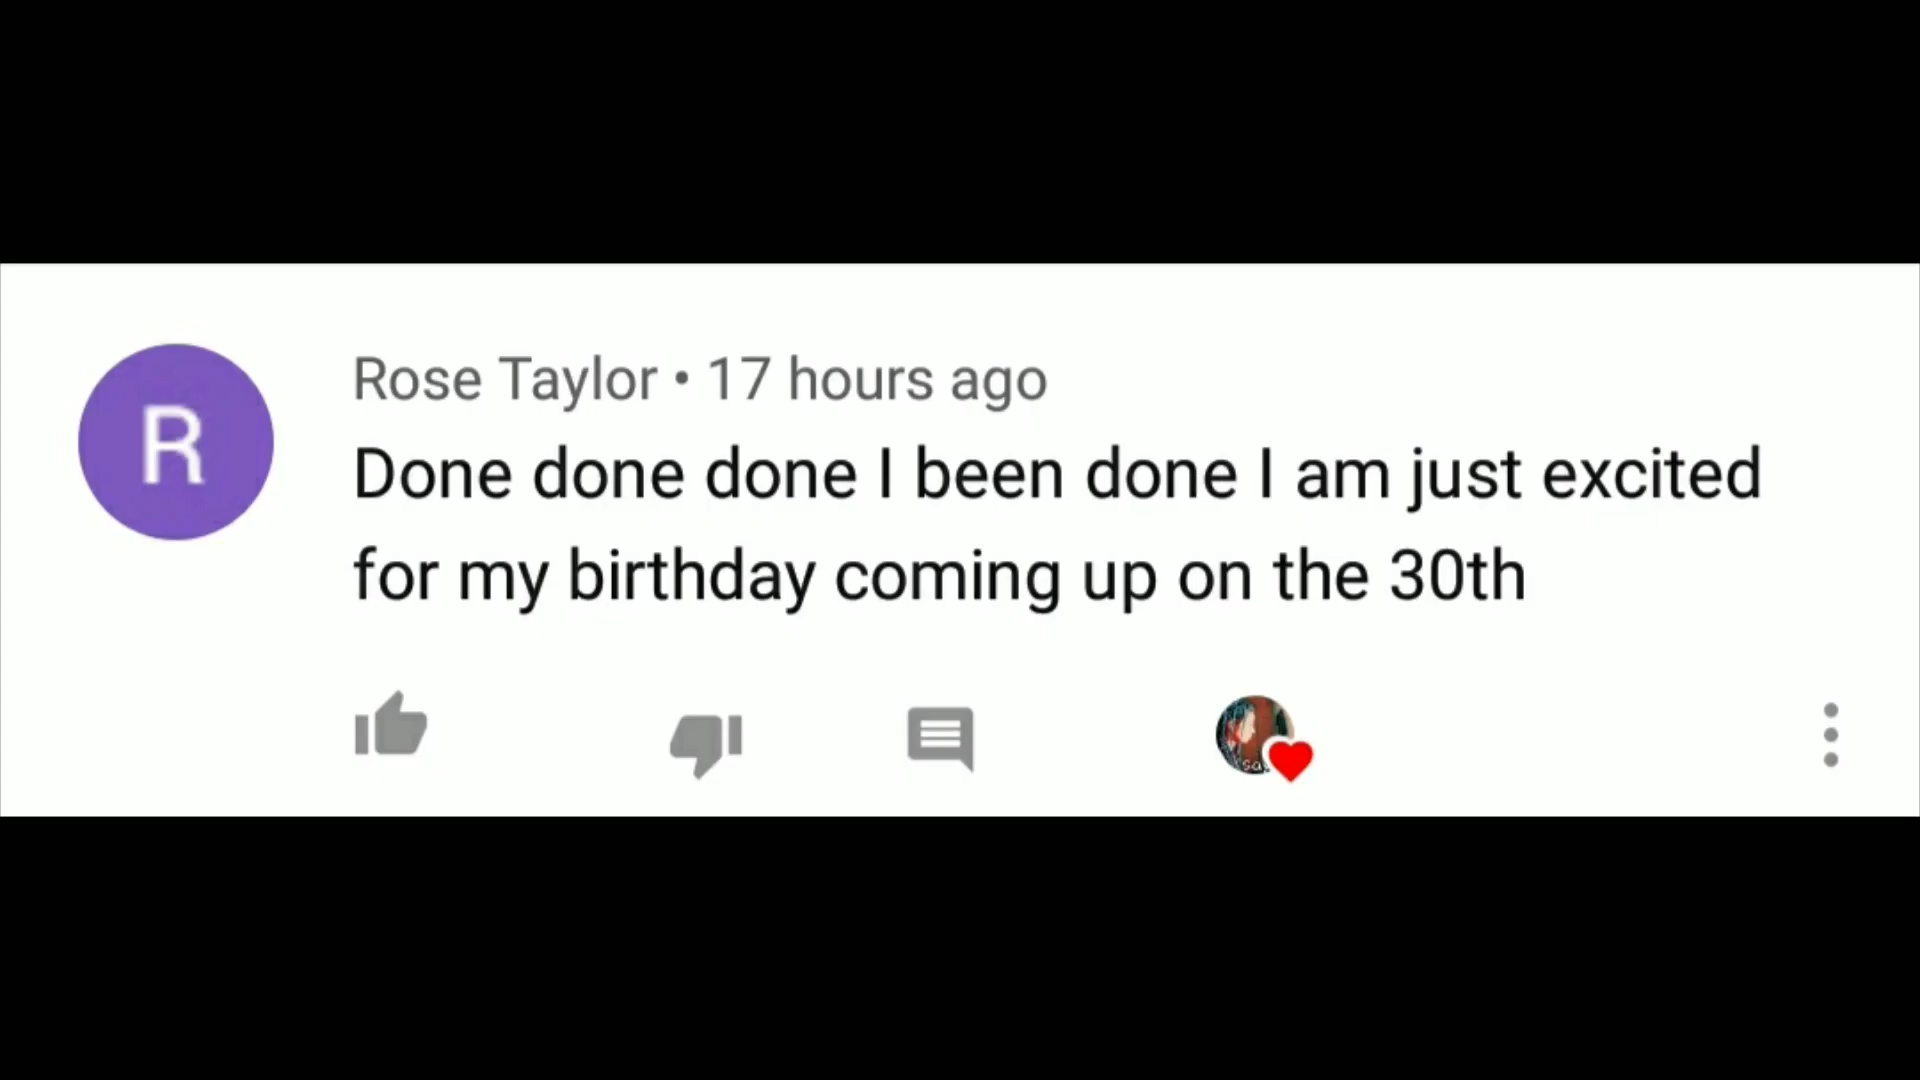 R
Rose Taylor • 17 hours ago
Done done done I been done I am just excited
for my birthday coming up on the 30th